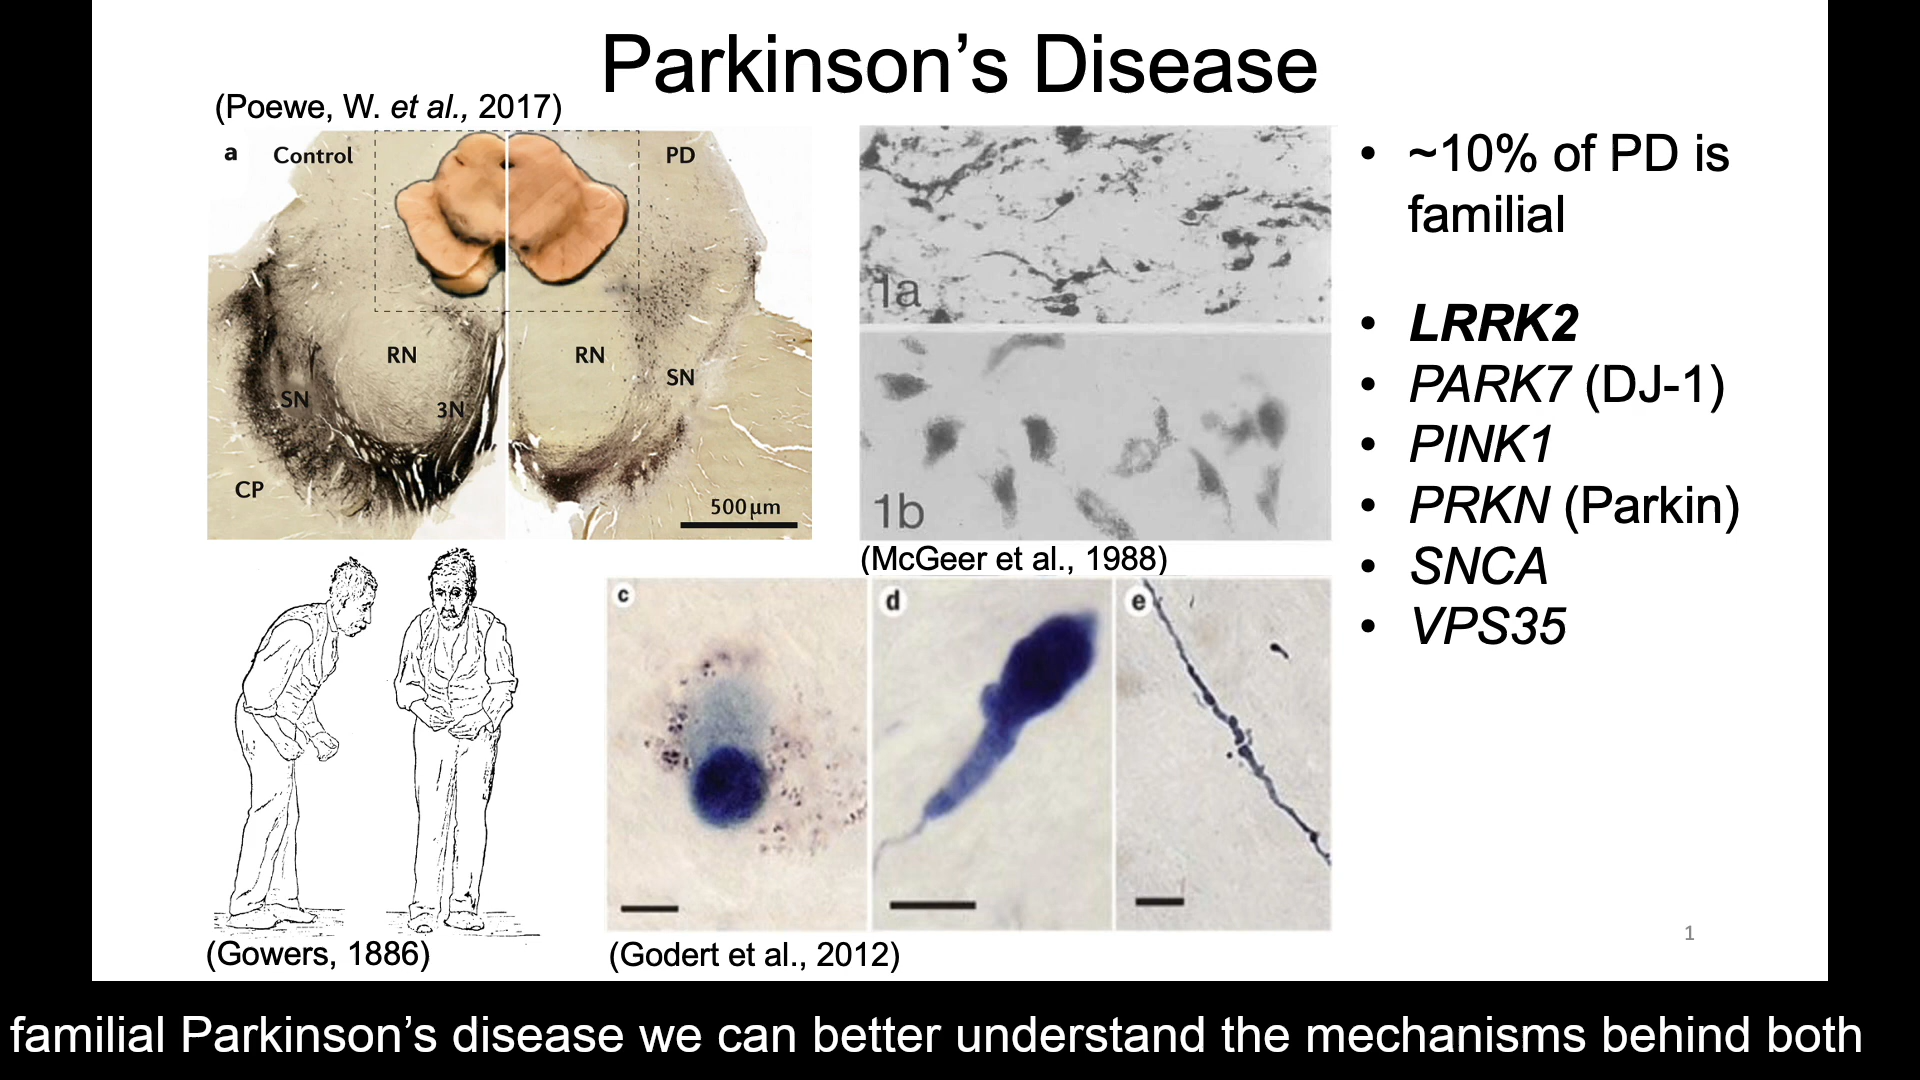 Parkinson’s Disease
(Poewe, W. et al., 2017)
a Control
PD
RN
RN
SN
SN
3N
CP
500 µm
1a
1b
(McGeer et al., 1988)
c
d
e
(Gowers, 1886)
(Godert et al., 2012)
• ~10% of PD is
familial
• LRRK2
• PARK7 (DJ-1)
• PINK1
• PRKN (Parkin)
• SNCA
• VPS35
1
familial Parkinson’s disease we can better understand the mechanisms behind both